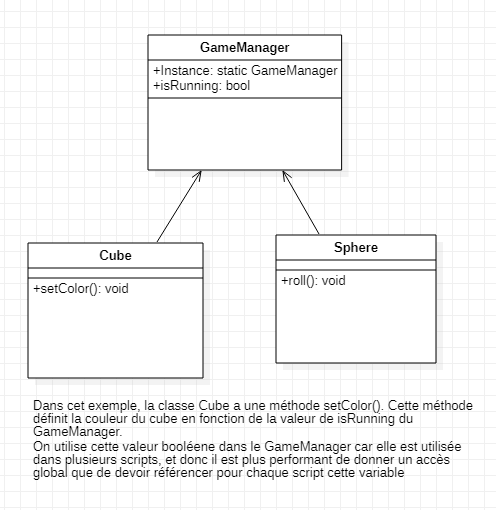 GameManager
+Instance: static GameManager
+isRunning: bool
Cube
+setColor(): void
Sphere
+roll(): void
Dans cet exemple, la classe Cube a une méthode setColor(). Cette méthode
définit la couleur du cube en fonction de la valeur de isRunning du
GameManager.
On utilise cette valeur booléene dans le GameManager car elle est utilisée
dans plusieurs scripts, et donc il est plus performant de donner un accès
global que de devoir référencer pour chaque script cette variable